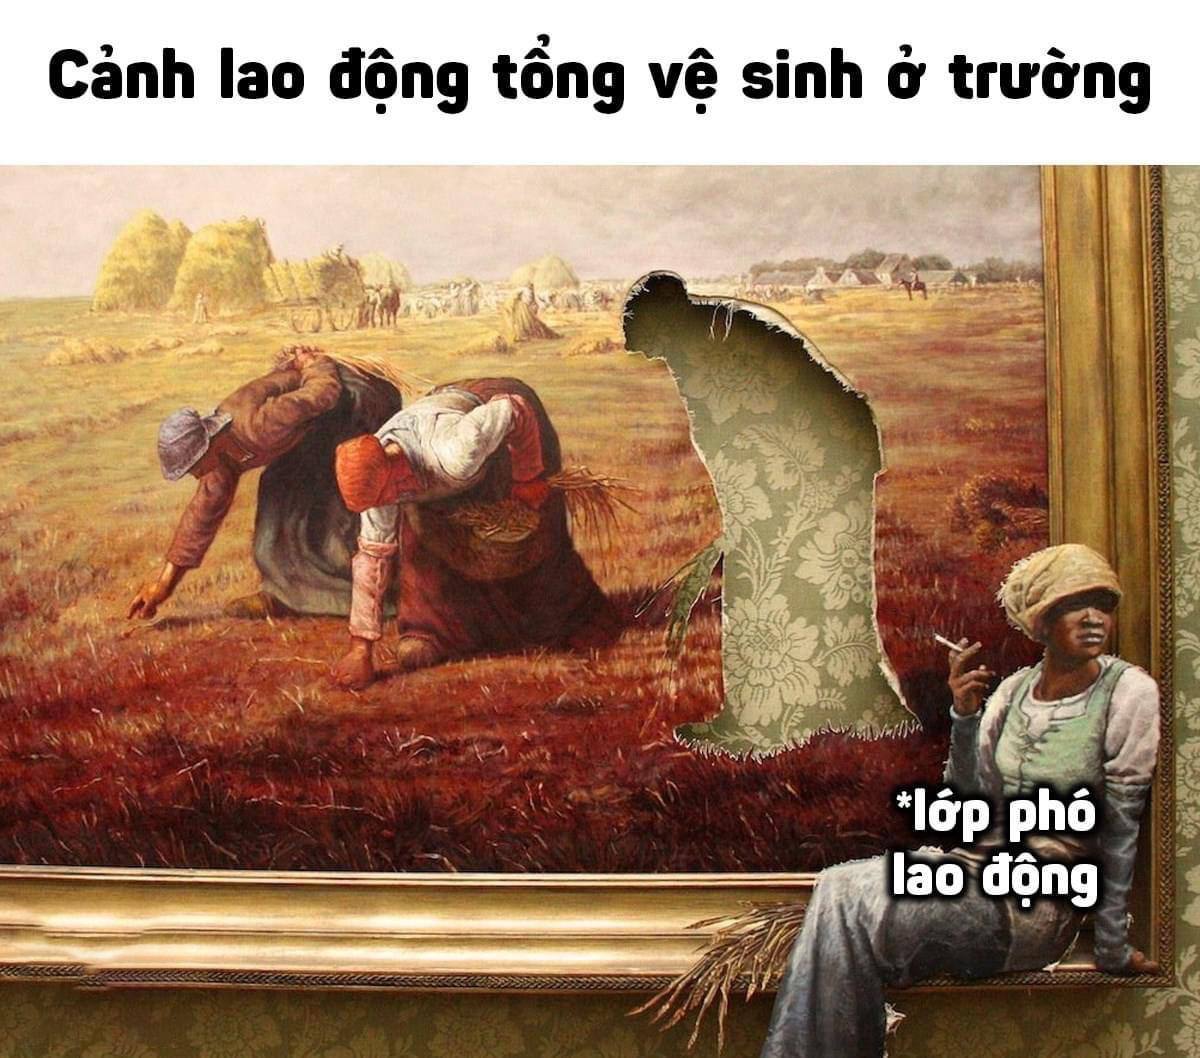 Cảnh lao động tổng vệ sinh ở trường
*lớp phó
lao động